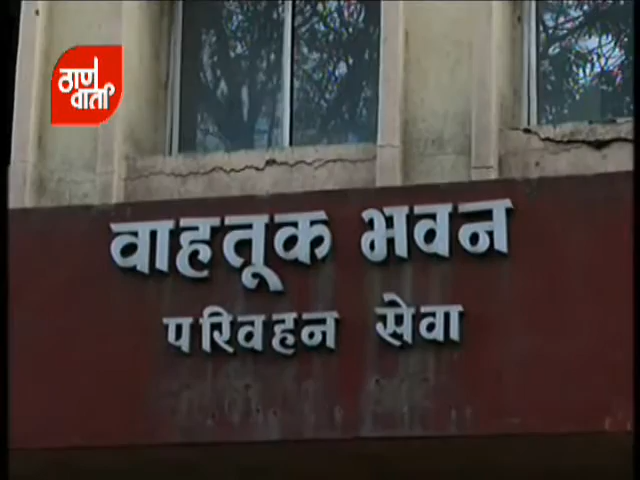 ठाणे
वार्ता
वाहतूक भवन
परिवहन सेवा